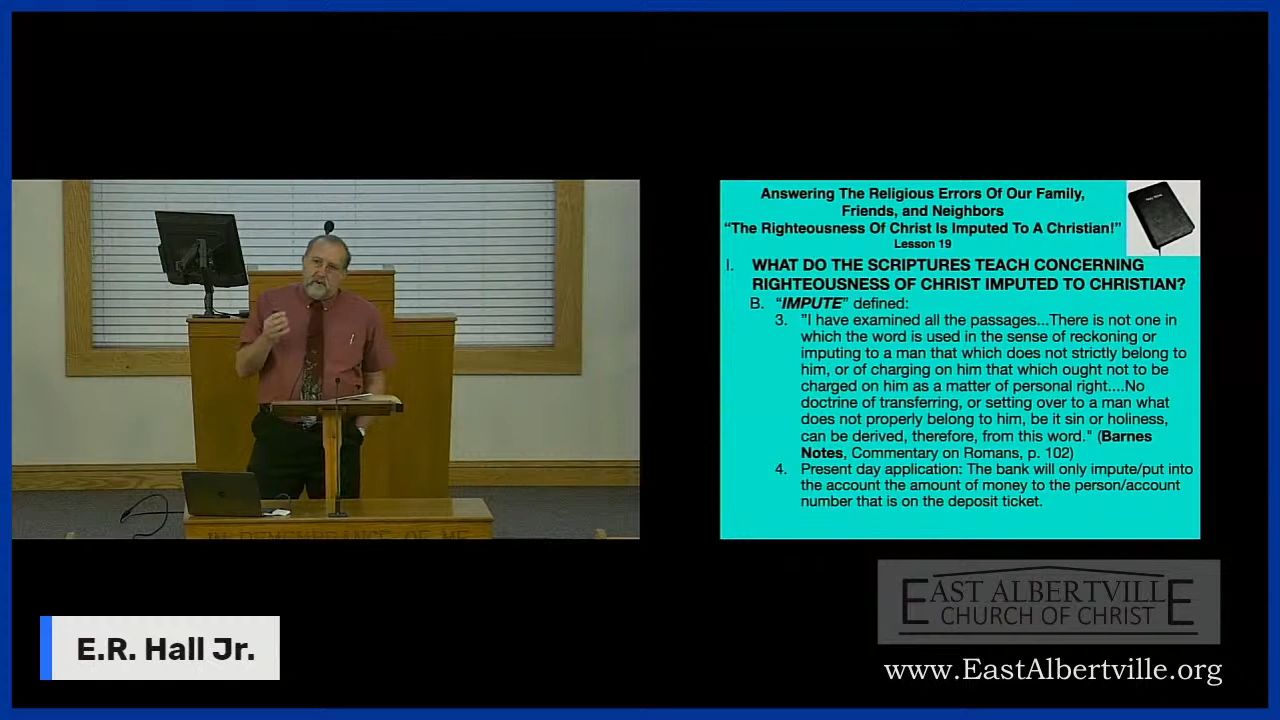 Answering The Religious Errors Of Our Family,
Friends, and Neighbors
“The Righteousness Of Christ Is Imputed To A Christian!”
Lesson 19
I. WHAT DO THE SCRIPTURES TEACH CONCERNING
RIGHTEOUSNESS OF CHRIST IMPUTED TO CHRISTIAN?
B. “IMPUTE” defined:
3. "I have examined all the passages...There is not one in
which the word is used in the sense of reckoning or
imputing to a man that which does not strictly belong to
him, or of charging on him that which ought not to be
charged on him as a matter of personal right....No
doctrine of transferring, or setting over to a man what
does not properly belong to him, be it sin or holiness,
can be derived, therefore, from this word." (Barnes
Notes, Commentary on Romans, p. 102)
4. Present day application: The bank will only impute/put into
the account the amount of money to the person/account
number that is on the deposit ticket.
IN REMEMBRANCE OF ME
EAST ALBERTVILLE
CHURCH OF CHRIST
E.R. Hall Jr.
www.EastAlbertville.org